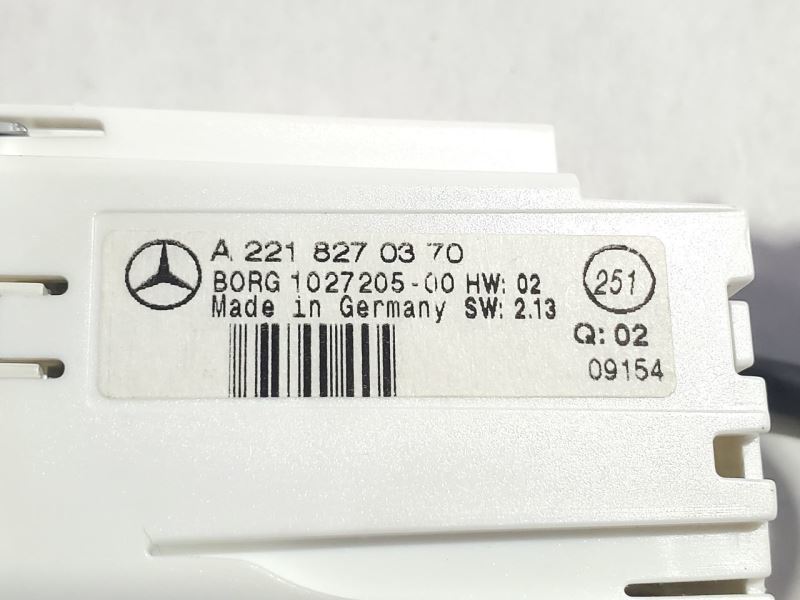 A 221 827 03 70
BORG 1027205-00 HW: 02
Made in Germany SW: 2.13
251
Q: 02
09154